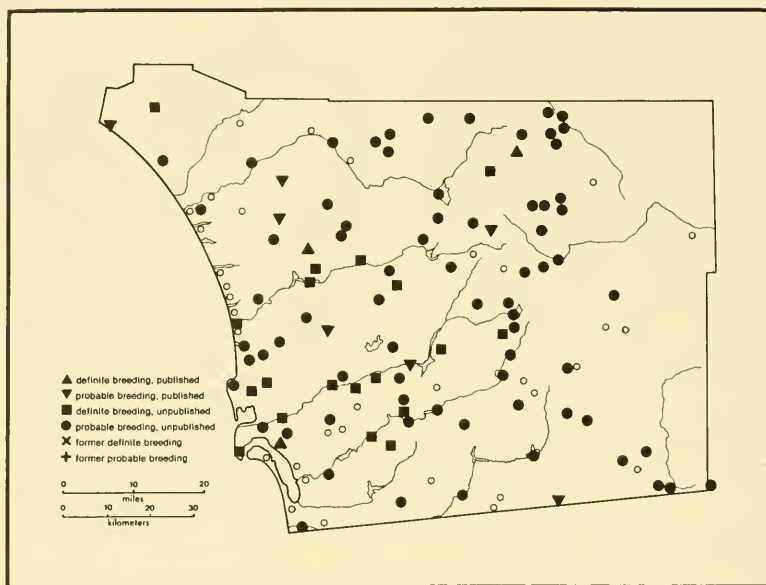 definite breeding, published
probable breeding, published
definite breeding, unpublished
probable breeding, unpublished
former definite breeding
former probable breeding
0 10 20
miles
0 10 20 30
kilometers